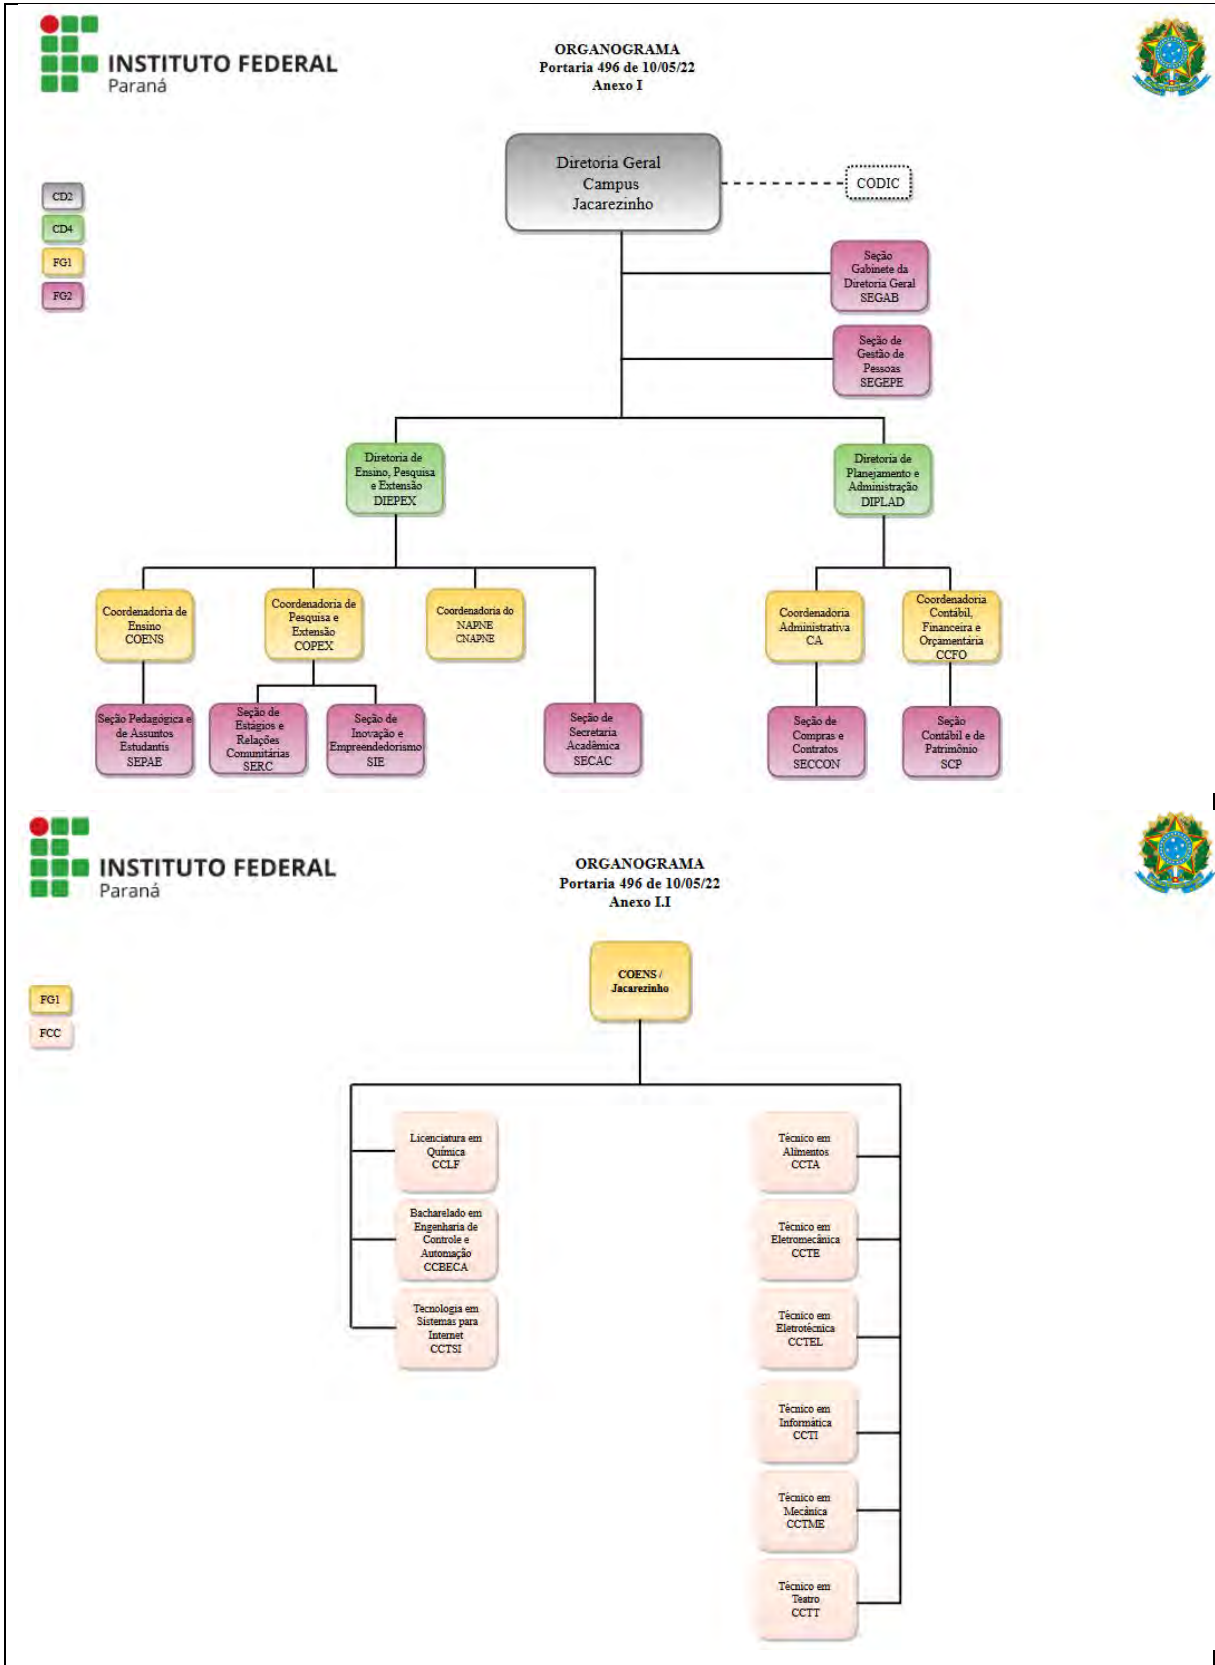 INSTITUTO FEDERAL
Paraná
ORGANOGRAMA
Portaria 496 de 10/05/22
Anexo I
Diretoria Geral
Campus
Jacarezinho
CODIC
CD2
CD4
FG1
FG2
Seção
Gabinete da
Diretoria Geral
SEGAB
Seção de
Gestão de
Pessoas
SEGEPE
Diretoria de
Ensino, Pesquisa
e Extensão
DIEPEX
Diretoria de
Planejamento e
Administração
DIPLAD
Coordenadoria de
Ensino
COENS
Coordenadoria de
Pesquisa e
Extensão
COPEX
Coordenadoria do
NAPNE
CNAPNE
Coordenadoria
Administrativa
CA
Coordenadoria
Contábil,
Financeira e
Orçamentária
CCFO
Seção Pedagógica e
de Assuntos
Estudantis
SEPAE
Seção de
Estágios e
Relações
Comunitárias
SERC
Seção de
Inovação e
Empreendedorismo
SIE
Seção de
Secretaria
Acadêmica
SECAC
Seção de
Compras e
Contratos
SECCON
Seção
Contábil e de
Patrimônio
SCP
INSTITUTO FEDERAL
Paraná
ORGANOGRAMA
Portaria 496 de 10/05/22
Anexo I.I
COENS /
Jacarezinho
FG1
FCC
Licenciatura em
Química
CCLF
Bacharelado em
Engenharia de
Controle e
Automação
CCBECA
Tecnologia em
Sistemas para
Internet
CCTSI
Técnico em
Alimentos
CCTA
Técnico em
Eletromecânica
CCTE
Técnico em
Eletrotécnica
CCTEL
Técnico em
Informática
CCTI
Técnico em
Mecânica
CCTME
Técnico em
Teatro
CCTT